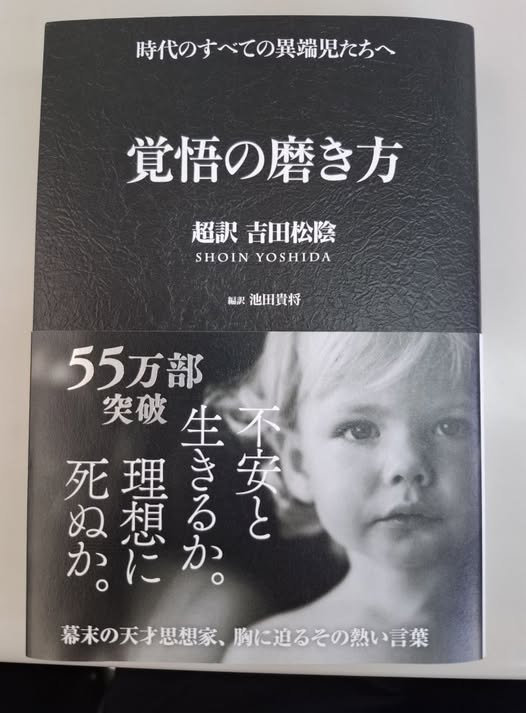 時代のすべての異端児たちへ
覚悟の磨き方
超訳 吉田松陰
SHOIN YOSHIDA
編訳 池田貴将
55万部
突破
不安と
生きるか。
理想に
死ぬか。
幕末の天才思想家、胸に迫るその熱い言葉